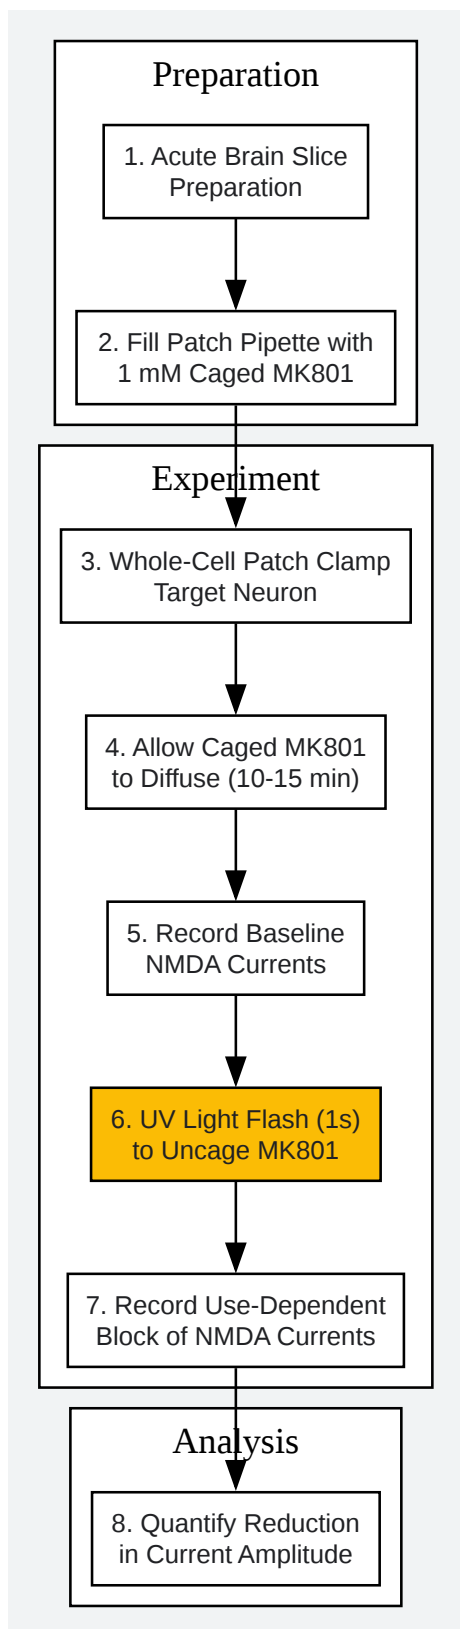 Preparation
1. Acute Brain Slice
Preparation
2. Fill Patch Pipette with
1 mM Caged MK801
Experiment
3. Whole-Cell Patch Clamp
Target Neuron
4. Allow Caged MK801
to Diffuse (10-15 min)
5. Record Baseline
NMDA Currents
6. UV Light Flash (1s)
to Uncage MK801
7. Record Use-Dependent
Block of NMDA Currents
Analysis
8. Quantify Reduction
in Current Amplitude